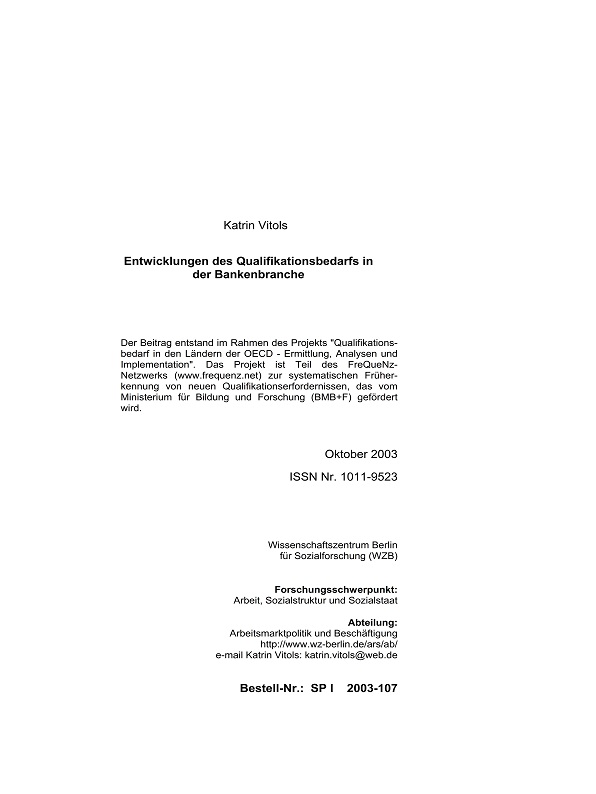 Katrin Vitols
Entwicklungen des Qualifikationsbedarfs in
der Bankenbranche
Der Beitrag entstand im Rahmen des Projekts "Qualifikations-
bedarf in den Ländern der OECD - Ermittlung, Analysen und
Implementation". Das Projekt ist Teil des FreQueNz-
Netzwerks (www.frequenz.net) zur systematischen Früher-
kennung von neuen Qualifikationserfordernissen, das vom
Ministerium für Bildung und Forschung (BMB+F) gefördert
wird.
Oktober 2003
ISSN Nr. 1011-9523
Wissenschaftszentrum Berlin
für Sozialforschung (WZB)
Forschungsschwerpunkt:
Arbeit, Sozialstruktur und Sozialstaat
Abteilung:
Arbeitsmarktpolitik und Beschäftigung
http://www.wz-berlin.de/ars/ab/
e-mail Katrin Vitols: katrin.vitols@web.de
Bestell-Nr.: SP I 2003-107